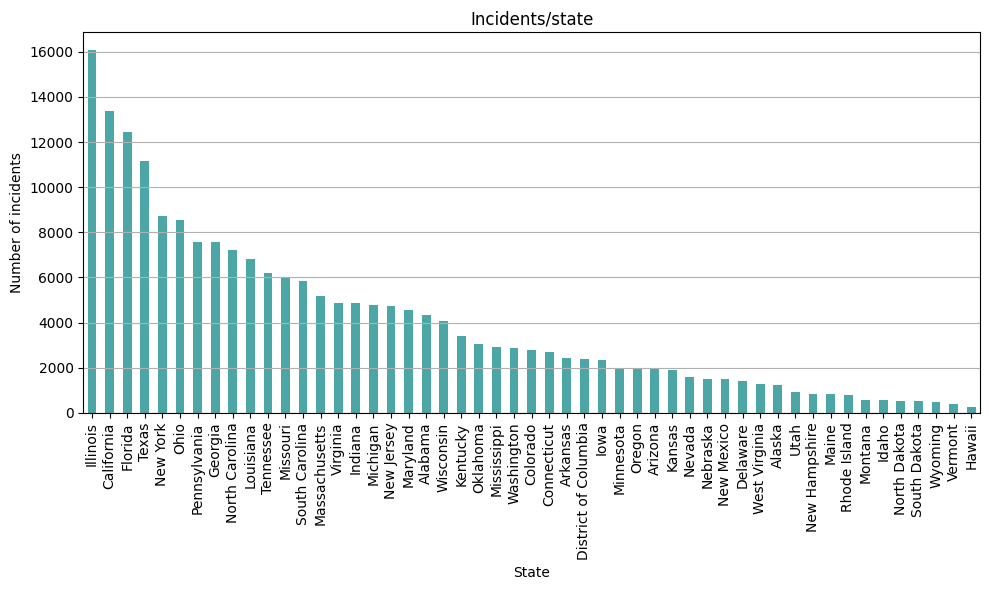 Incidents/state
Number of incidents
16000
14000
12000
10000
8000
6000
4000
2000
0
Illinois
California
Florida
Texas
New York
Ohio
Pennsylvania
Georgia
North Carolina
Louisiana
Tennessee
Missouri
South Carolina
Massachusetts
Virginia
Indiana
Michigan
New Jersey
Maryland
Alabama
Wisconsin
Kentucky
Oklahoma
Mississippi
Washington
Colorado
Connecticut
Arkansas
District of Columbia
Iowa
Minnesota
Oregon
Arizona
Kansas
Nevada
Nebraska
New Mexico
Delaware
West Virginia
Alaska
Utah
New Hampshire
Maine
Rhode Island
Montana
Idaho
North Dakota
South Dakota
Wyoming
Vermont
Hawaii
State